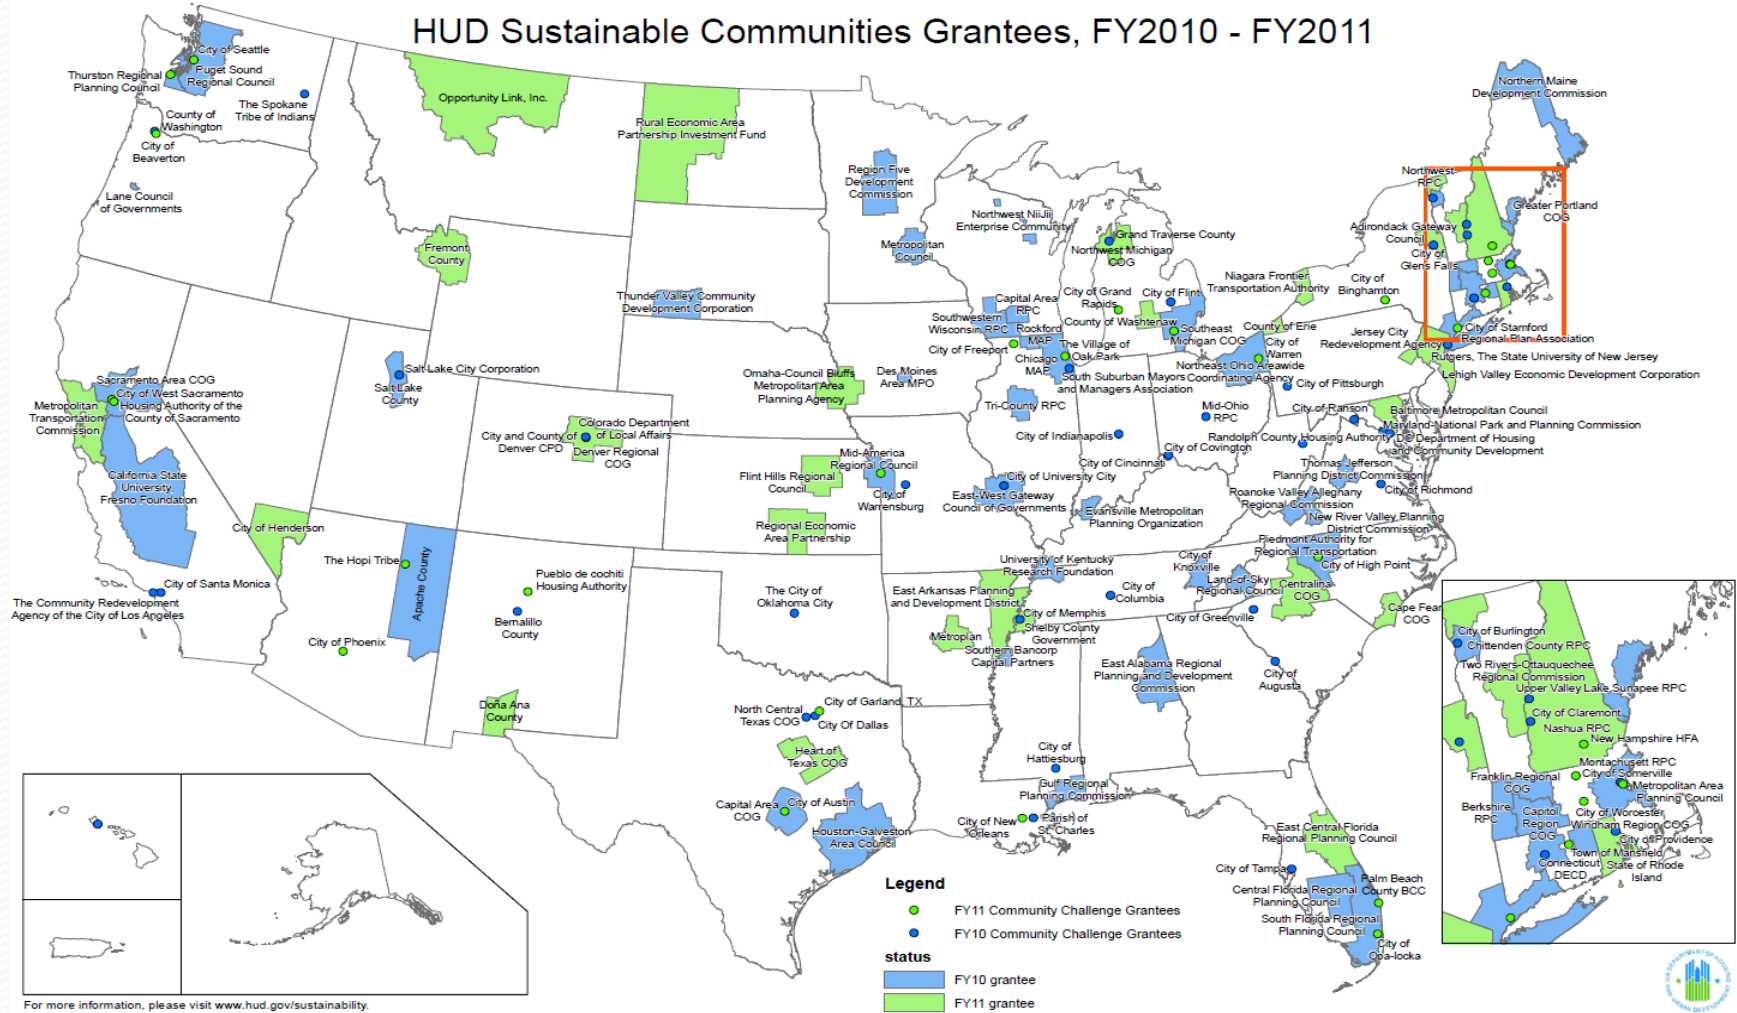 HUD Sustainable Communities Grantees, FY2010 - FY2011
City of Seattle
Puget Sound
Regional Council
Thurston Regional
Planning Council
The Spokane
Tribe of Indians
County of
Washington
City of
Beaverton
Lane Council
of Governments
Opportunity Link, Inc.
Rural Economic Area
Partnership Investment Fund
Fremont
County
Thunder Valley Community
Development Corporation
Region Five
Development
Commission
Metropolitan
Council
Northwest NiiJii
Enterprise Community
Grand Traverse County
Northwest Michigan
COG
Northern Maine
Development Commission
Northwest
RPC
Greater Portland
COG
Adirondack Gateway
Council
City of
Glens Falls
Niagara Frontier
Transportation Authority
City of
Binghamton
City of Stamford
Regional Plan Association
Jersey City
Redevelopment Agency
Rutgers, The State University of New Jersey
Lehigh Valley Economic Development Corporation
Capital Area
RPC
Southwestern
Wisconsin RPC
Rockford
MAP
City of Freeport
Chicago
MAP
The Village of
Oak Park
City of Grand
Rapids
City of Flint
County of Washtenaw
Southeast
Michigan COG
County of Erie
City of
Warren
Northeast Ohio Areawide
Coordinating Agency
South Suburban Mayors
and Managers Association
City of Pittsburgh
Omaha-Council Bluffs
Metropolitan Area
Planning Agency
Des Moines
Area MPO
Tri-County RPC
City of Indianapolis
Mid-Ohio
RPC
City of Ranson
Baltimore Metropolitan Council
Maryland-National Park and Planning Commission
Randolph County Housing Authority
DC Department of Housing
and Community Development
City of Covington
City of Cincinnati
Thomas Jefferson
Planning District Commission
City of Richmond
Roanoke Valley Alleghany
Regional Commission
New River Valley Planning
District Commission
Piedmont Authority for
Regional Transportation
City of High Point
Salt Lake City Corporation
Salt Lake
County
Sacramento Area COG
City of West Sacramento
Housing Authority of the
County of Sacramento
Metropolitan
Transportation
Commission
California State
University,
Fresno Foundation
City of Henderson
City of Santa Monica
The Community Redevelopment
Agency of the City of Los Angeles
Colorado Department
of Local Affairs
City and County of
Denver CPD
Denver Regional
COG
Flint Hills Regional
Council
Mid-America
Regional Council
City of
Warrensburg
Regional Economic
Area Partnership
City of University City
East-West Gateway
Council of Governments
Evansville Metropolitan
Planning Organization
The Hopi Tribe
Apache County
City of Phoenix
Pueblo de cochiti
Housing Authority
Bernalillo
County
Doña Ana
County
The City of
Oklahoma City
University of Kentucky
Research Foundation
East Arkansas Planning
and Development District
Metroplan
City of Memphis
Shelby County
Government
Southern Bancorp
Capital Partners
City of
Columbia
City of
Knoxville
Land-of-Sky
Regional Council
Centralina
COG
City of Greenville
Cape Fear
COG
East Alabama Regional
Planning and Development
Commission
City of
Augusta
North Central
Texas COG
City of Garland, TX
City Of Dallas
Heart of
Texas COG
Capital Area
COG
City of Austin
Houston-Galveston
Area Council
City of
Hattiesburg
Gulf Regional
Planning Commission
City of New
Orleans
Parish of
St. Charles
East Central Florida
Regional Planning Council
City of Tampa
Central Florida Regional
Planning Council
Palm Beach
County BCC
South Florida Regional
Planning Council
City of
Opa-locka
City of Burlington
Chittenden County RPC
Two Rivers-Ottauquechee
Regional Commission
Upper Valley Lake Sunapee RPC
City of Claremont
Nashua RPC
New Hampshire HFA
Montachusett RPC
Franklin Regional
COG
City of Somerville
Metropolitan Area
Planning Council
Berkshire
RPC
Capitol
Region
COG
City of Worcester
Windham Region COG
City of Providence
Town of Mansfield
State of Rhode
Island
Connecticut
DECD
Legend
FY11 Community Challenge Grantees
FY10 Community Challenge Grantees
status
FY10 grantee
FY11 grantee
For more information, please visit www.hud.gov/sustainability.